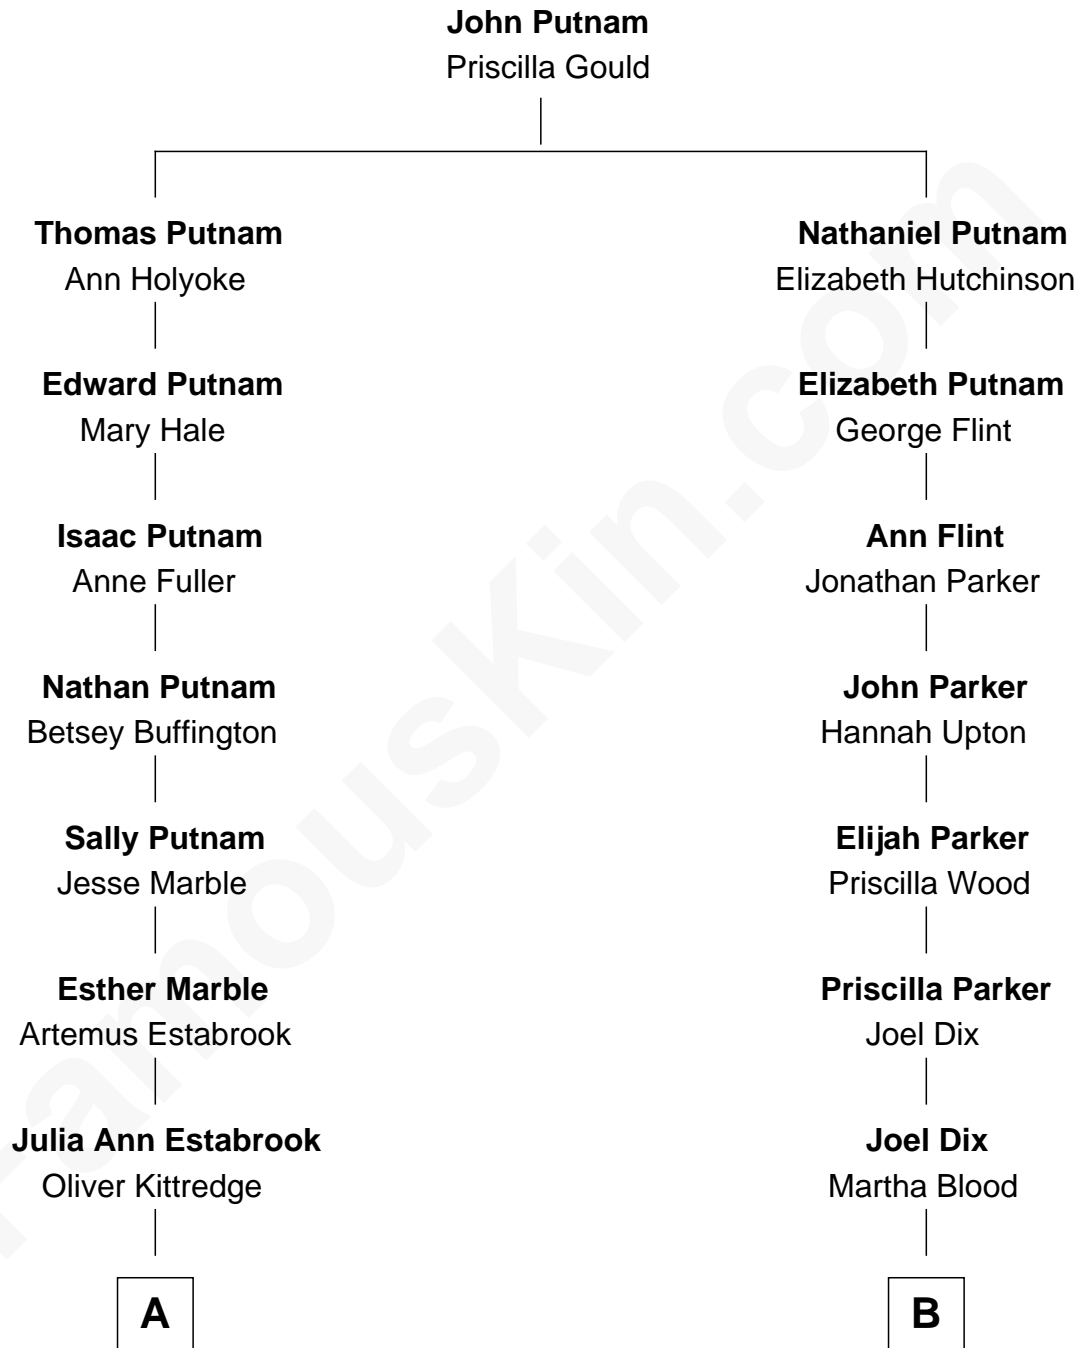 John Putnam
Priscilla Gould
Thomas Putnam
Ann Holyoke
Nathaniel Putnam
Elizabeth Hutchinson
Edward Putnam
Mary Hale
Elizabeth Putnam
George Flint
Isaac Putnam
Anne Fuller
Ann Flint
Jonathan Parker
Nathan Putnam
Betsey Buffington
John Parker
Hannah Upton
Sally Putnam
Jesse Marble
Elijah Parker
Priscilla Wood
Esther Marble
Artemus Estabrook
Priscilla Parker
Joel Dix
Julia Ann Estabrook
Oliver Kittredge
Joel Dix
Martha Blood
A
B
FamousKin.com